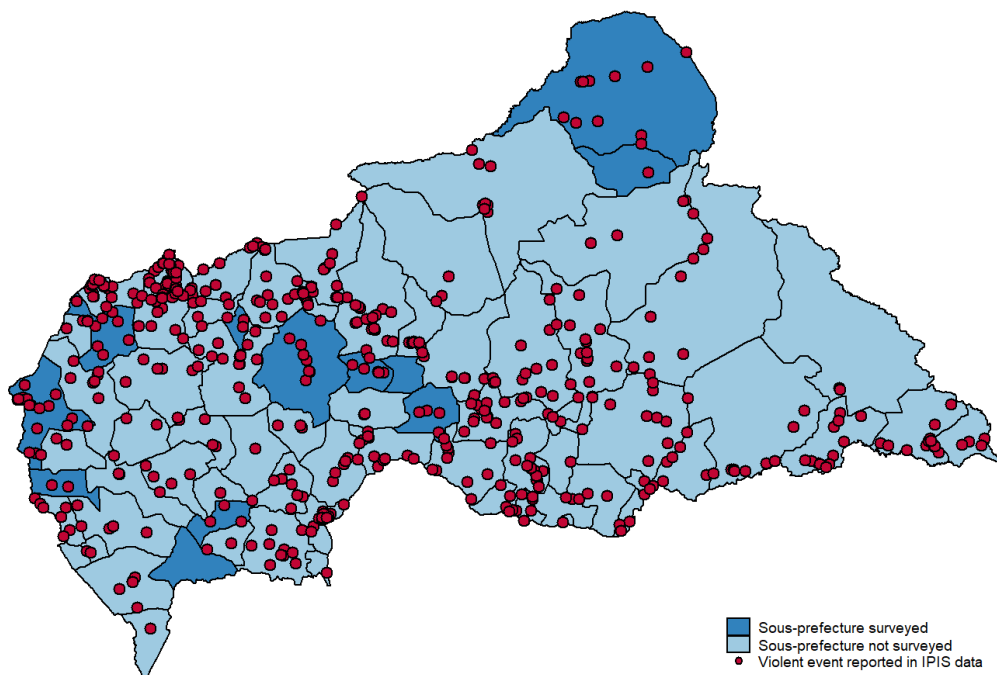 Sous-prefecture surveyed
Sous-prefecture not surveyed
Violent event reported in IPIS data